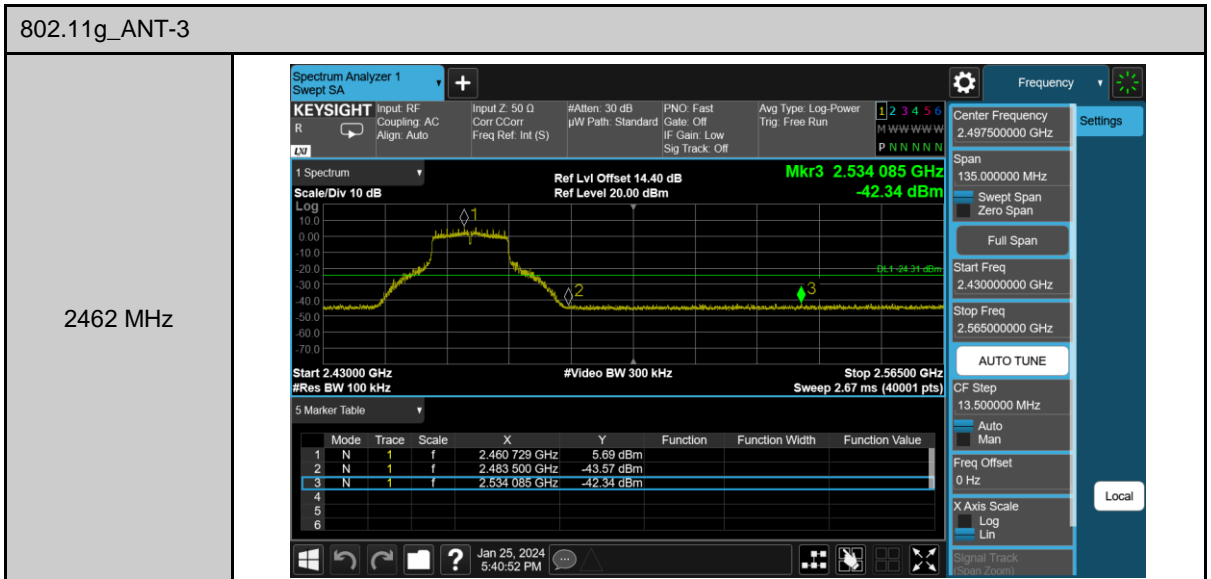 802.11g_ANT-3
2462 MHz
Spectrum Analyzer 1
Swept SA
+
Frequency
KEYSIGHT
R
LXI
Input: RF
Coupling: AC
Align: Auto
Input Z: 50 Ω
Corr CCorr
Freq Ref: Int (S)
#Atten: 30 dB
µW Path: Standard
PNO: Fast
Gate: Off
IF Gain: Low
Sig Track: Off
Avg Type: Log-Power
Trig: Free Run
1 2 3 4 5 6
M W W W W W
P N N N N N
1 Spectrum
Scale/Div 10 dB
Ref Lvl Offset 14.40 dB
Ref Level 20.00 dBm
Mkr3 2.534 085 GHz
-42.34 dBm
Log
10.0
0.00
-10.0
-20.0
-30.0
-40.0
-50.0
-60.0
-70.0
1
2
3
DL1 -24.31 dBm
Start 2.43000 GHz
#Res BW 100 kHz
#Video BW 300 kHz
Stop 2.56500 GHz
Sweep 2.67 ms (40001 pts)
5 Marker Table
Mode Trace Scale X Y Function Function Width Function Value
1 N 1 f 2.460 729 GHz 5.69 dBm
2 N 1 f 2.483 500 GHz -43.57 dBm
3 N 1 f 2.534 085 GHz -42.34 dBm
4
5
6
Jan 25, 2024
5:40:52 PM
?
Center Frequency
2.497500000 GHz
Settings
Span
135.000000 MHz
Swept Span
Zero Span
Full Span
Start Freq
2.430000000 GHz
Stop Freq
2.565000000 GHz
AUTO TUNE
CF Step
13.500000 MHz
Auto
Man
Freq Offset
0 Hz
X Axis Scale
Log
Lin
Local
Signal Track
(Span Zoom)